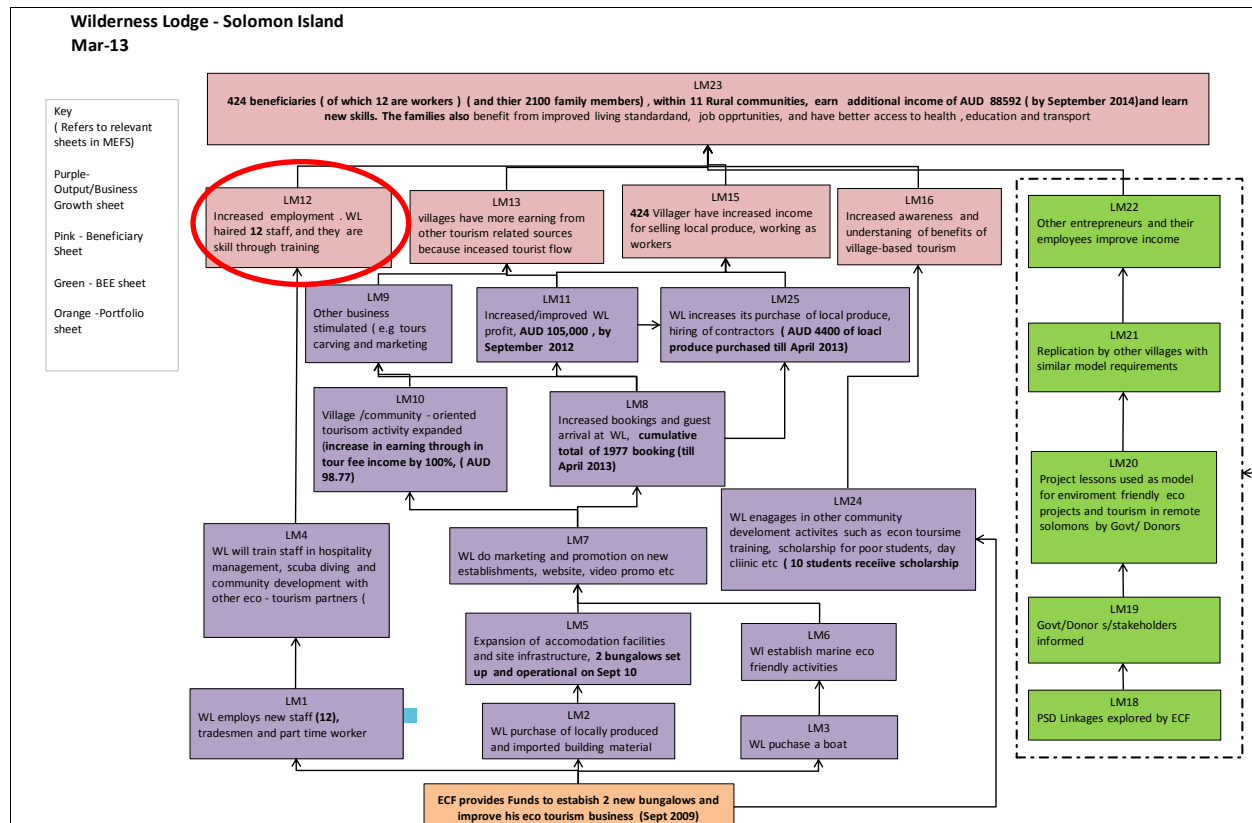 Wilderness Lodge - Solomon Island
Mar-13
Key
( Refers to relevant
sheets in MEFS)
Purple-
Output/Business
Growth sheet
Pink - Beneficiary
Sheet
Green - BEE sheet
Orange -Portfolio
sheet
LM23
424 beneficiaries ( of which 12 are workers ) ( and thier 2100 family members) , within 11 Rural communities, earn additional income of AUD 88592 ( by September 2014)and learn
new skills. The families also benefit from improved living standardand, job opprtunities, and have better access to health , education and transport
LM12
Increased employment . WL
haired 12 staff, and they are
skill through training
LM13
villages have more earning from
other tourism related sources
because inceased tourist flow
LM15
424 Villager have increased income
for selling local produce, working as
workers
LM16
Increased awareness and
understaning of benefits of
village-based tourism
LM22
Other entrepreneurs and their
employees improve income
LM9
Other business
stimulated ( e.g tours
carving and marketing
LM11
Increased/improved WL
profit, AUD 105,000 , by
September 2012
LM25
WL increases its purchase of local produce,
hiring of contractors ( AUD 4400 of loacl
produce purchased till April 2013)
LM21
Replication by other villages with
similar model requirements
LM10
Village /community - oriented
tourisom activity expanded
(increase in earning through in
tour fee income by 100%, ( AUD
98.77)
LM8
Increased bookings and guest
arrival at WL, cumulative
total of 1977 booking (till
April 2013)
LM20
Project lessons used as model
for enviroment friendly eco
projects and tourism in remote
solomons by Govt/ Donors
LM24
WL enagages in other community
develoment activites such as econ toursime
training, scholarship for poor students, day
cliinic etc ( 10 students receiive scholarship
LM4
WL will train staff in hospitality
management, scuba diving and
community development with
other eco - tourism partners (
LM7
WL do marketing and promotion on new
establishments, website, video promo etc
LM19
Govt/Donor s/stakeholders
informed
LM5
Expansion of accomodation facilities
and site infrastructure, 2 bungalows set
up and operational on Sept 10
LM6
Wl establish marine eco
friendly activities
LM18
PSD Linkages explored by ECF
LM1
WL employs new staff (12),
tradesmen and part time worker
LM2
WL purchase of locally produced
and imported building material
LM3
WL puchase a boat
ECF provides Funds to estabish 2 new bungalows and
improve his eco tourism business (Sept 2009)